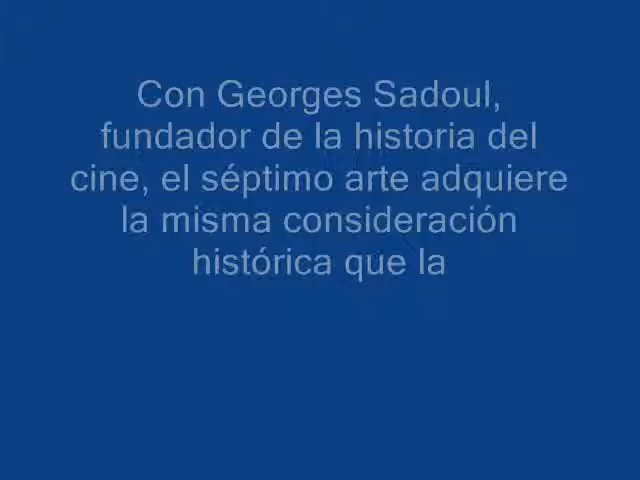 Con Georges Sadoul,
fundador de la historia del
cine, el séptimo arte adquiere
la misma consideración
histórica que la